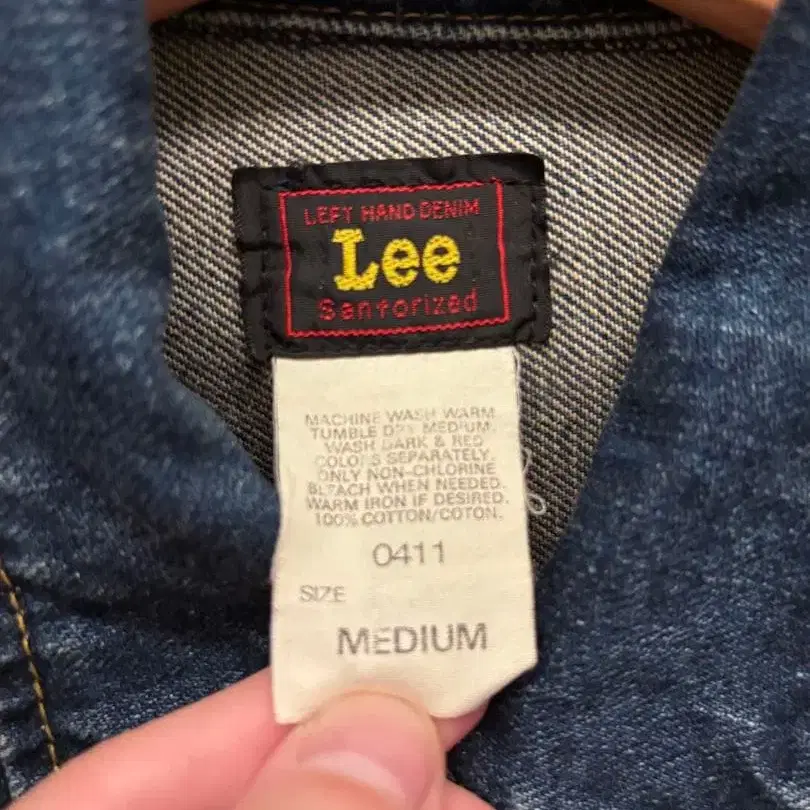 LEFT HAND DENIM
Lee
Sanforized
MACHINE WASH WARM
TUMBLE DRY MEDIUM.
WASH DARK & RED
COLORS SEPARATELY.
ONLY NON-CHLORINE
BLEACH WHEN NEEDED.
WARM IRON IF DESIRED.
100% COTTON/COTON.
0411
SIZE
MEDIUM